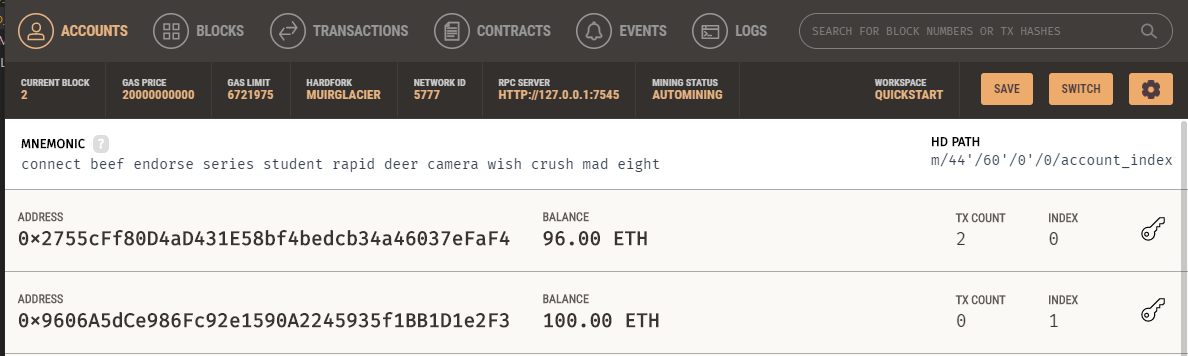 ACCOUNTS BLOCKS TRANSACTIONS CONTRACTS EVENTS LOGS SEARCH FOR BLOCK NUMBERS OR TX HASHES
CURRENT BLOCK GAS PRICE GAS LIMIT HARDFORK NETWORK ID RPC SERVER MINING STATUS WORKSPACE
2 20000000000 6721975 MUIRGLACIER 5777 HTTP://127.0.0.1:7545 AUTOMINING QUICKSTART SAVE SWITCH
MNEMONIC ? HD PATH
connect beef endorse series student rapid deer camera wish crush mad eight m/44'/60'/0'/0/account_index
ADDRESS BALANCE TX COUNT INDEX
0×2755cFf80D4aD431E58bf4bedcb34a46037eFaF4 96.00 ETH 2 0
ADDRESS BALANCE TX COUNT INDEX
0×9606A5dCe986Fc92e1590A2245935f1BB1D1e2F3 100.00 ETH 0 1